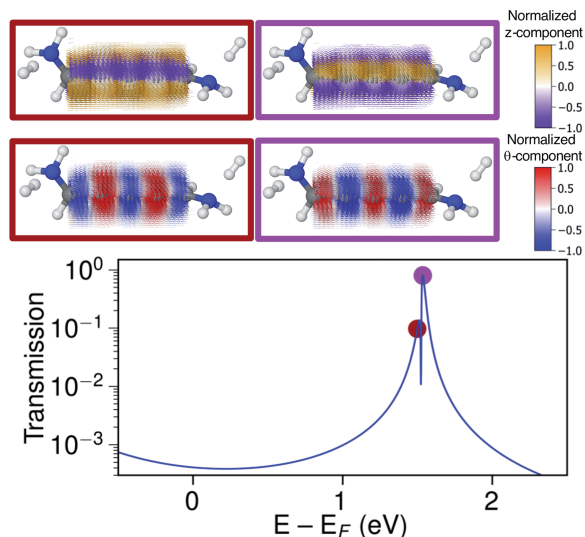 Normalized
z-component
1.0
0.5
0.0
−0.5
−1.0
Normalized
θ-component
1.0
0.5
0.0
−0.5
−1.0
Transmission
10⁰
10⁻¹
10⁻²
10⁻³
0
1
2
E − E_F (eV)